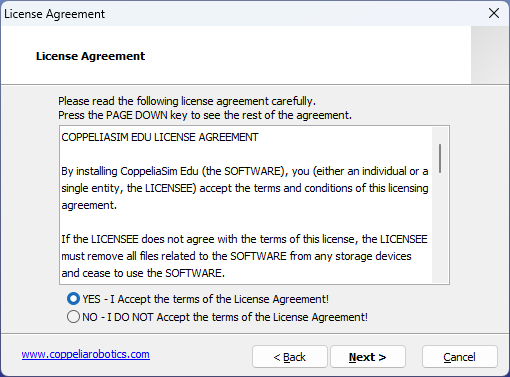 License Agreement
License Agreement
Please read the following license agreement carefully.
Press the PAGE DOWN key to see the rest of the agreement.
COPPELIASIM EDU LICENSE AGREEMENT
By installing CoppeliaSim Edu (the SOFTWARE), you (either an individual or a
single entity, the LICENSEE) accept the terms and conditions of this licensing
agreement.
If the LICENSEE does not agree with the terms of this license, the LICENSEE
must remove all files related to the SOFTWARE from any storage devices
and cease to use the SOFTWARE.
YES - I Accept the terms of the License Agreement!
NO - I DO NOT Accept the terms of the License Agreement!
www.coppeliarobotics.com
< Back
Next >
Cancel